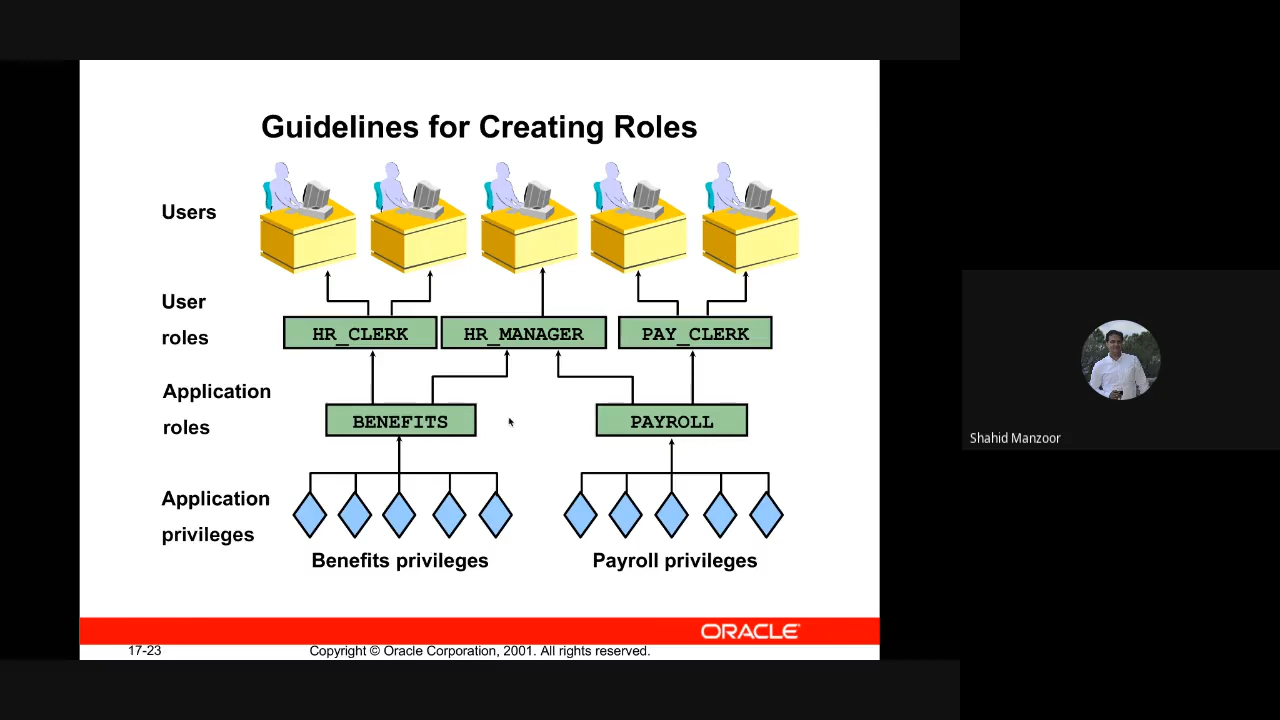 Guidelines for Creating Roles
Users
User
roles
HR_CLERK
HR_MANAGER
PAY_CLERK
Application
roles
BENEFITS
PAYROLL
Application
privileges
Benefits privileges
Payroll privileges
ORACLE
17-23
Copyright © Oracle Corporation, 2001. All rights reserved.
Shahid Manzoor